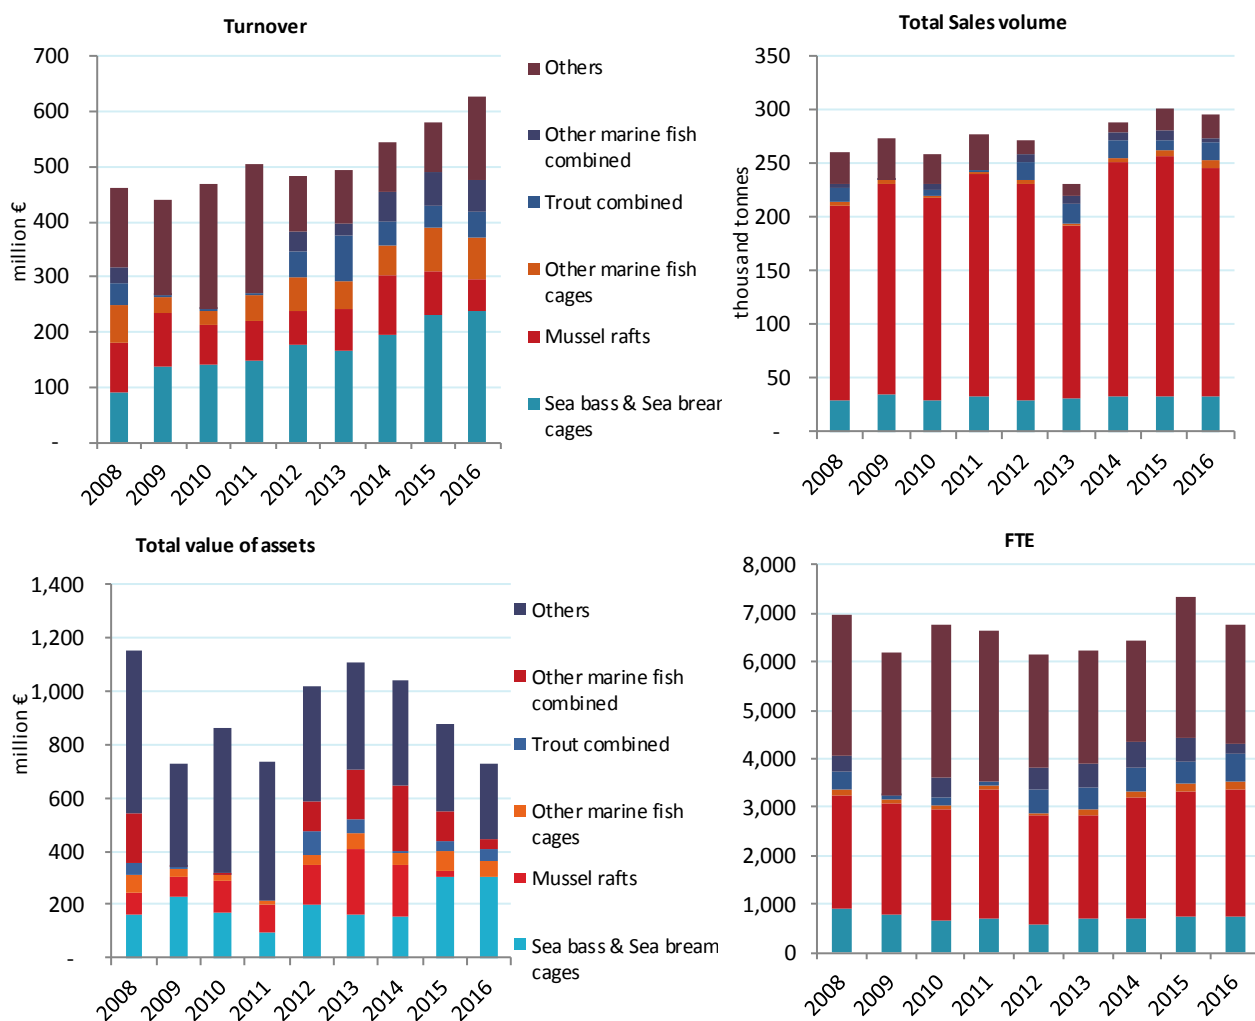 Turnover
700
600
500
400
300
200
100
-
million €
2008
2009
2010
2011
2012
2013
2014
2015
2016
Others
Other marine fish
combined
Trout combined
Other marine fish
cages
Mussel rafts
Sea bass & Sea bream
cages
Total Sales volume
350
300
250
200
150
100
50
-
thousand tonnes
2008
2009
2010
2011
2012
2013
2014
2015
2016
Total value of assets
1,400
1,200
1,000
800
600
400
200
-
million €
2008
2009
2010
2011
2012
2013
2014
2015
2016
Others
Other marine fish
combined
Trout combined
Other marine fish
cages
Mussel rafts
Sea bass & Sea bream
cages
FTE
8,000
7,000
6,000
5,000
4,000
3,000
2,000
1,000
0
2008
2009
2010
2011
2012
2013
2014
2015
2016